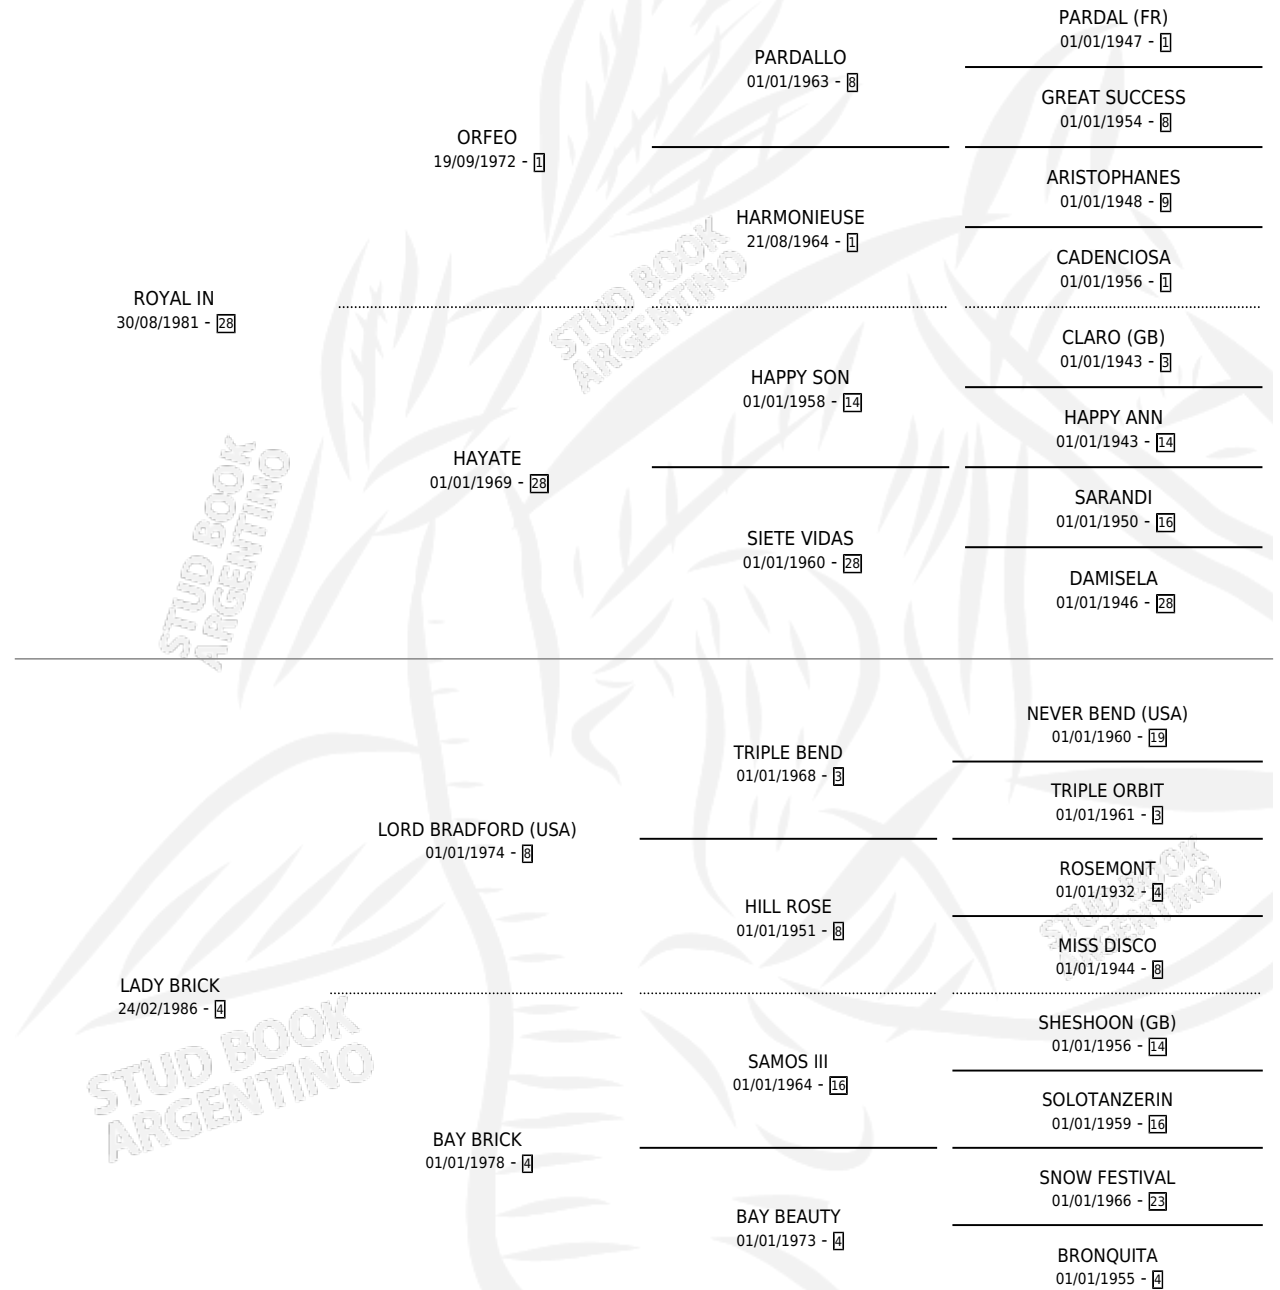 PARDAL (FR)
01/01/1947 - 1
PARDALLO
01/01/1963 - 8
GREAT SUCCESS
01/01/1954 - 8
ORFEO
19/09/1972 - 1
ARISTOPHANES
01/01/1948 - 9
HARMONIEUSE
21/08/1964 - 1
CADENCIOSA
01/01/1956 - 1
ROYAL IN
30/08/1981 - 28
CLARO (GB)
01/01/1943 - 3
HAPPY SON
01/01/1958 - 14
HAPPY ANN
01/01/1943 - 14
HAYATE
01/01/1969 - 28
SARANDI
01/01/1950 - 16
SIETE VIDAS
01/01/1960 - 28
DAMISELA
01/01/1946 - 28
NEVER BEND (USA)
01/01/1960 - 19
TRIPLE BEND
01/01/1968 - 3
TRIPLE ORBIT
01/01/1961 - 3
LORD BRADFORD (USA)
01/01/1974 - 8
ROSEMONT
01/01/1932 - 4
HILL ROSE
01/01/1951 - 8
MISS DISCO
01/01/1944 - 8
LADY BRICK
24/02/1986 - 4
SHESHOON (GB)
01/01/1956 - 14
SAMOS III
01/01/1964 - 16
SOLOTANZERIN
01/01/1959 - 16
BAY BRICK
01/01/1978 - 4
SNOW FESTIVAL
01/01/1966 - 23
BAY BEAUTY
01/01/1973 - 4
BRONQUITA
01/01/1955 - 4
STUD BOOK
ARGENTINO
STUD BOOK
ARGENTINO
STUD BOOK
ARGENTINO
STUD BOOK
ARGENTINO